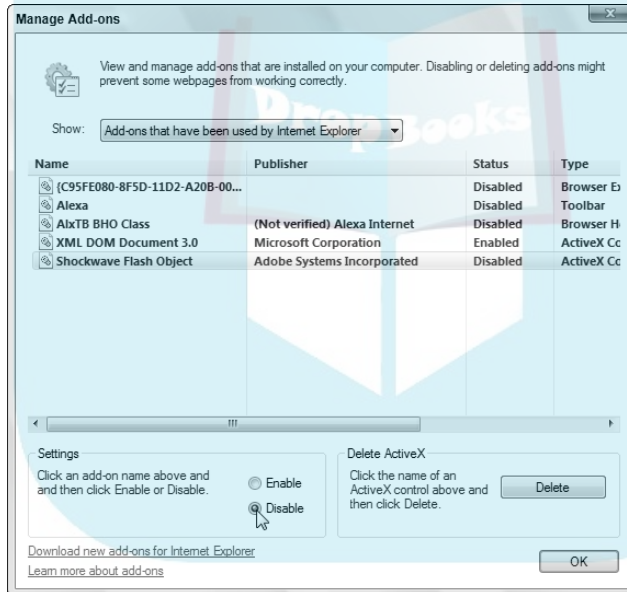 Manage Add-ons
View and manage add-ons that are installed on your computer. Disabling or deleting add-ons might
prevent some webpages from working correctly.
Drop Books
Show: Add-ons that have been used by Internet Explorer
Name Publisher Status Type
{C95FE080-8F5D-11D2-A20B-00... Disabled Browser Ex
Alexa Disabled Toolbar
AlxTB BHO Class (Not verified) Alexa Internet Disabled Browser H
XML DOM Document 3.0 Microsoft Corporation Enabled ActiveX Co
Shockwave Flash Object Adobe Systems Incorporated Disabled ActiveX Co
Settings
Click an add-on name above and
and then click Enable or Disable.
Enable
Disable
Delete ActiveX
Click the name of an
ActiveX control above and
then click Delete.
Delete
Download new add-ons for Internet Explorer
Learn more about add-ons
OK